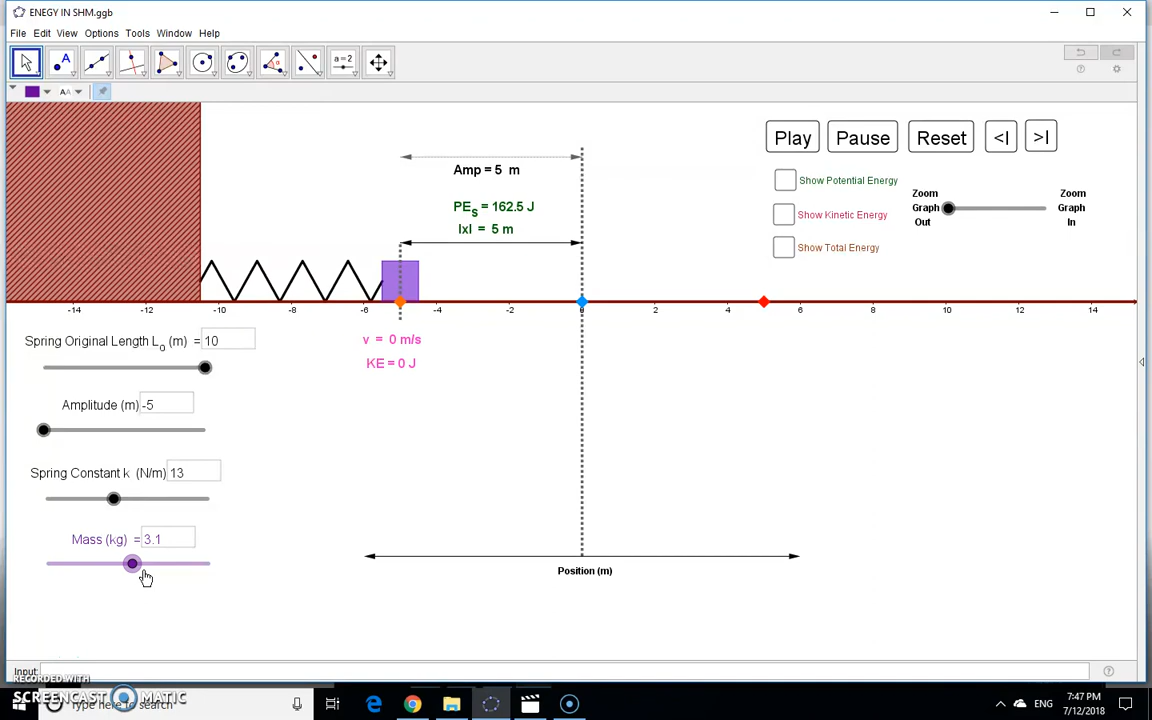 ENEGY IN SHM.ggb
File Edit View Options Tools Window Help
A
α
a=2
AA
Play Pause Reset <I >I
Amp = 5 m
Show Potential Energy
PEs = 162.5 J
Show Kinetic Energy
Zoom Graph Out
Zoom Graph In
IxI = 5 m
Show Total Energy
-14 -12 -10 -8 -6 -4 -2 0 2 4 6 8 10 12 14
Spring Original Length Lo (m) = 10
v = 0 m/s
KE = 0 J
Amplitude (m) -5
Spring Constant k (N/m) 13
Mass (kg) = 3.1
Position (m)
Input:
RECORDED WITH
SCREENCAST MATIC
Type here to search
ENG
7:47 PM
7/12/2018